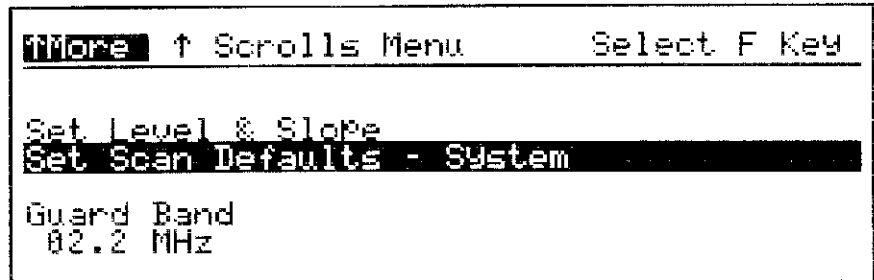 ↑More ↑ Scrolls Menu Select F Key
Set Level & Slope
Set Scan Defaults - System
Guard Band
02.2 MHz